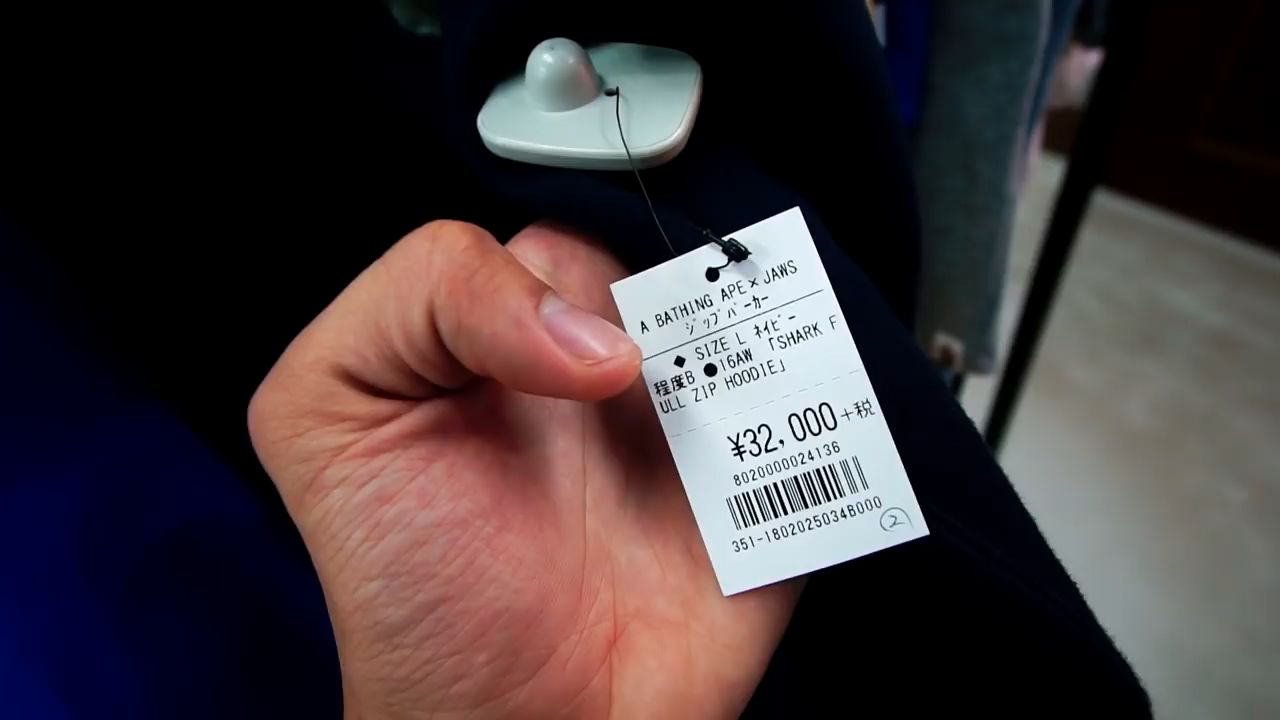 A BATHING APE×JAWS
ジップパーカー
◆ SIZE L ネイビー
程度B ●16AW 「SHARK F
ULL ZIP HOODIE」
¥32,000+税
8020000024136
351-1802025034B000
②